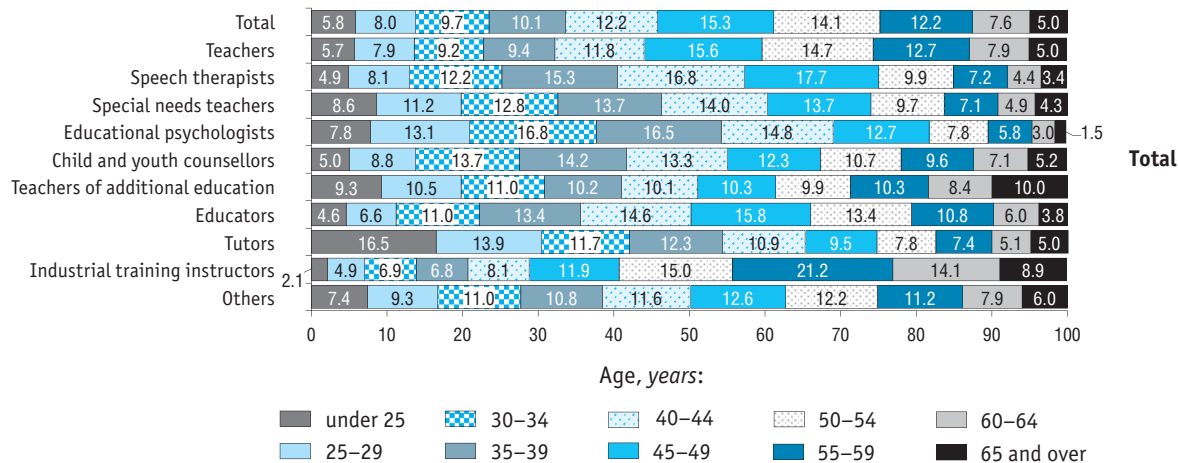 Total 5.8 8.0 9.7 10.1 12.2 15.3 14.1 12.2 7.6 5.0
Teachers 5.7 7.9 9.2 9.4 11.8 15.6 14.7 12.7 7.9 5.0
Speech therapists 4.9 8.1 12.2 15.3 16.8 17.7 9.9 7.2 4.4 3.4
Special needs teachers 8.6 11.2 12.8 13.7 14.0 13.7 9.7 7.1 4.9 4.3
Educational psychologists 7.8 13.1 16.8 16.5 14.8 12.7 7.8 5.8 3.0 1.5
Child and youth counsellors 5.0 8.8 13.7 14.2 13.3 12.3 10.7 9.6 7.1 5.2
Total
Teachers of additional education 9.3 10.5 11.0 10.2 10.1 10.3 9.9 10.3 8.4 10.0
Educators 4.6 6.6 11.0 13.4 14.6 15.8 13.4 10.8 6.0 3.8
Tutors 16.5 13.9 11.7 12.3 10.9 9.5 7.8 7.4 5.1 5.0
Industrial training instructors 2.1 4.9 6.9 6.8 8.1 11.9 15.0 21.2 14.1 8.9
Others 7.4 9.3 11.0 10.8 11.6 12.6 12.2 11.2 7.9 6.0
0 10 20 30 40 50 60 70 80 90 100
Age, years:
under 25 30–34 40–44 50–54 60–64
25–29 35–39 45–49 55–59 65 and over